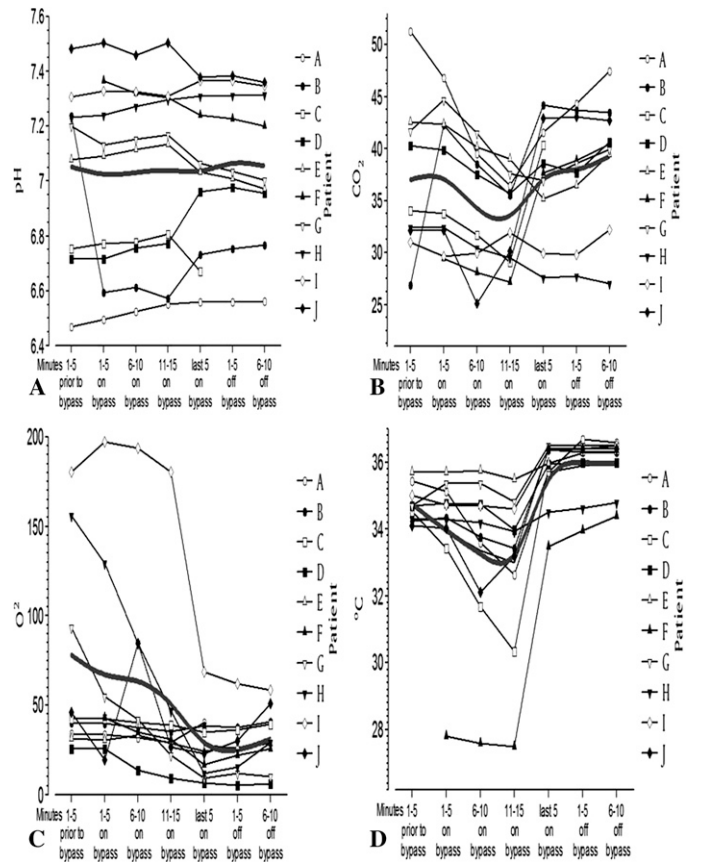 7.6
7.4
7.2
7
6.8
6.6
6.4
pH
Minutes 1-5 1-5 6-10 11-15 last 5 1-5 6-10
prior to on on on on off off
bypass bypass bypass bypass bypass bypass bypass
A
A
B
C
D
E
F
G
H
I
J
Patient
50
45
40
35
30
25
CO2
Minutes 1-5 1-5 6-10 11-15 last 5 1-5 6-10
prior to on on on on off off
bypass bypass bypass bypass bypass bypass bypass
B
A
B
C
D
E
F
G
H
I
J
Patient
200
150
100
50
0
O2
Minutes 1-5 1-5 6-10 11-15 last 5 1-5 6-10
prior to on on on on off off
bypass bypass bypass bypass bypass bypass bypass
C
A
B
C
D
E
F
G
H
I
J
Patient
36
34
32
30
28
°C
Minutes 1-5 1-5 6-10 11-15 last 5 1-5 6-10
prior to on on on on off off
bypass bypass bypass bypass bypass bypass bypass
D
A
B
C
D
E
F
G
H
I
J
Patient